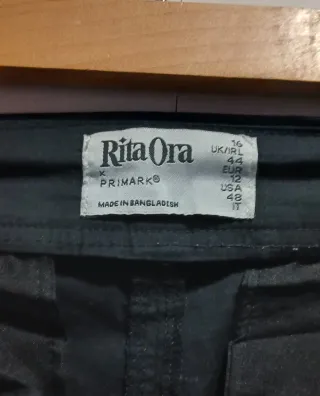 Rita Ora
x
PRIMARK®
MADE IN BANGLADESH
16
UK/IRL
44
EUR
12
USA
48
IT